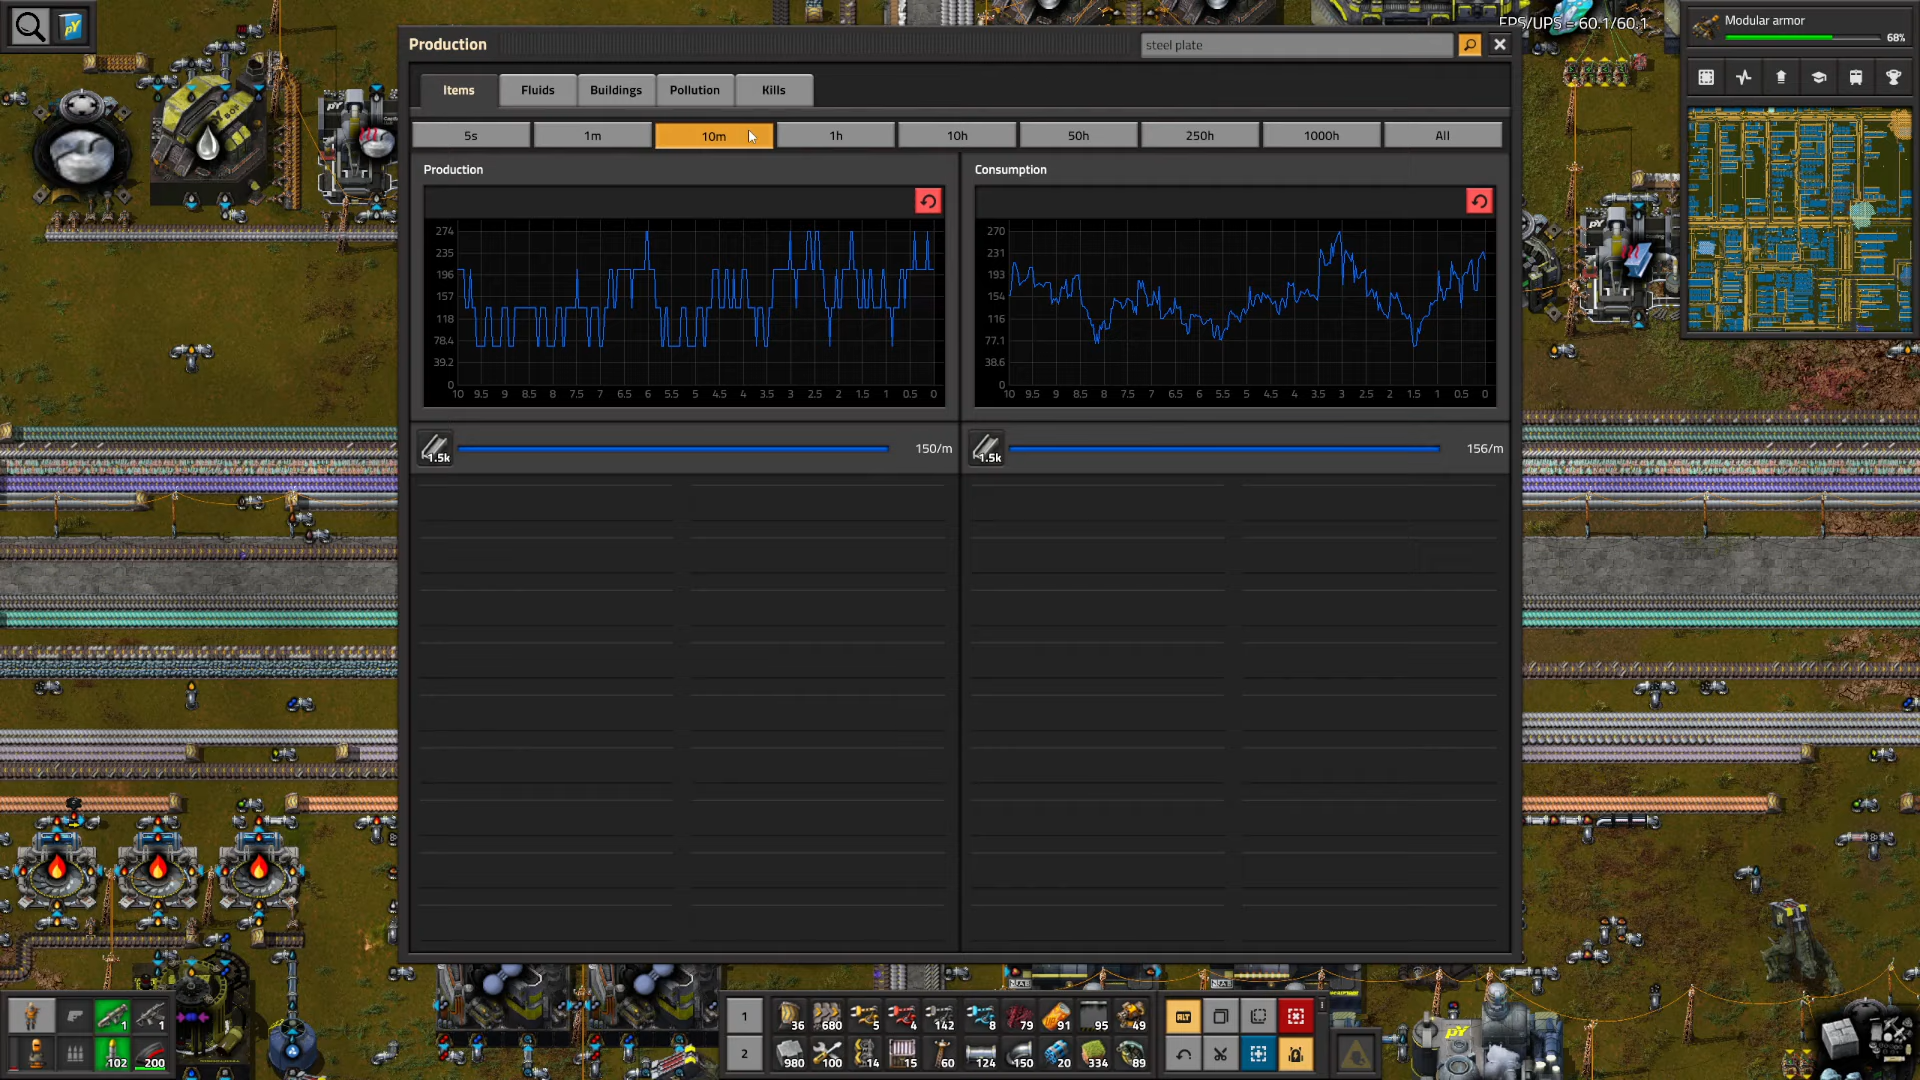 Production
steel plate
FPS/UPS = 60.1/60.1
Modular armor
68%
Items
Fluids
Buildings
Pollution
Kills
5s
1m
10m
1h
10h
50h
250h
1000h
All
Production
Consumption
274
235
196
157
118
78.4
39.2
0
10 9.5 9 8.5 8 7.5 7 6.5 6 5.5 5 4.5 4 3.5 3 2.5 2 1.5 1 0.5 0
270
231
193
154
116
77.1
38.6
0
10 9.5 9 8.5 8 7.5 7 6.5 6 5.5 5 4.5 4 3.5 3 2.5 2 1.5 1 0.5 0
1.5k
150/m
1.5k
156/m
1
36 680 5 4 142 8 79 91 95 49
ALT
2
980 100 14 15 60 124 150 20 334 89
1 1
102 200
pY
pY
pY
pY